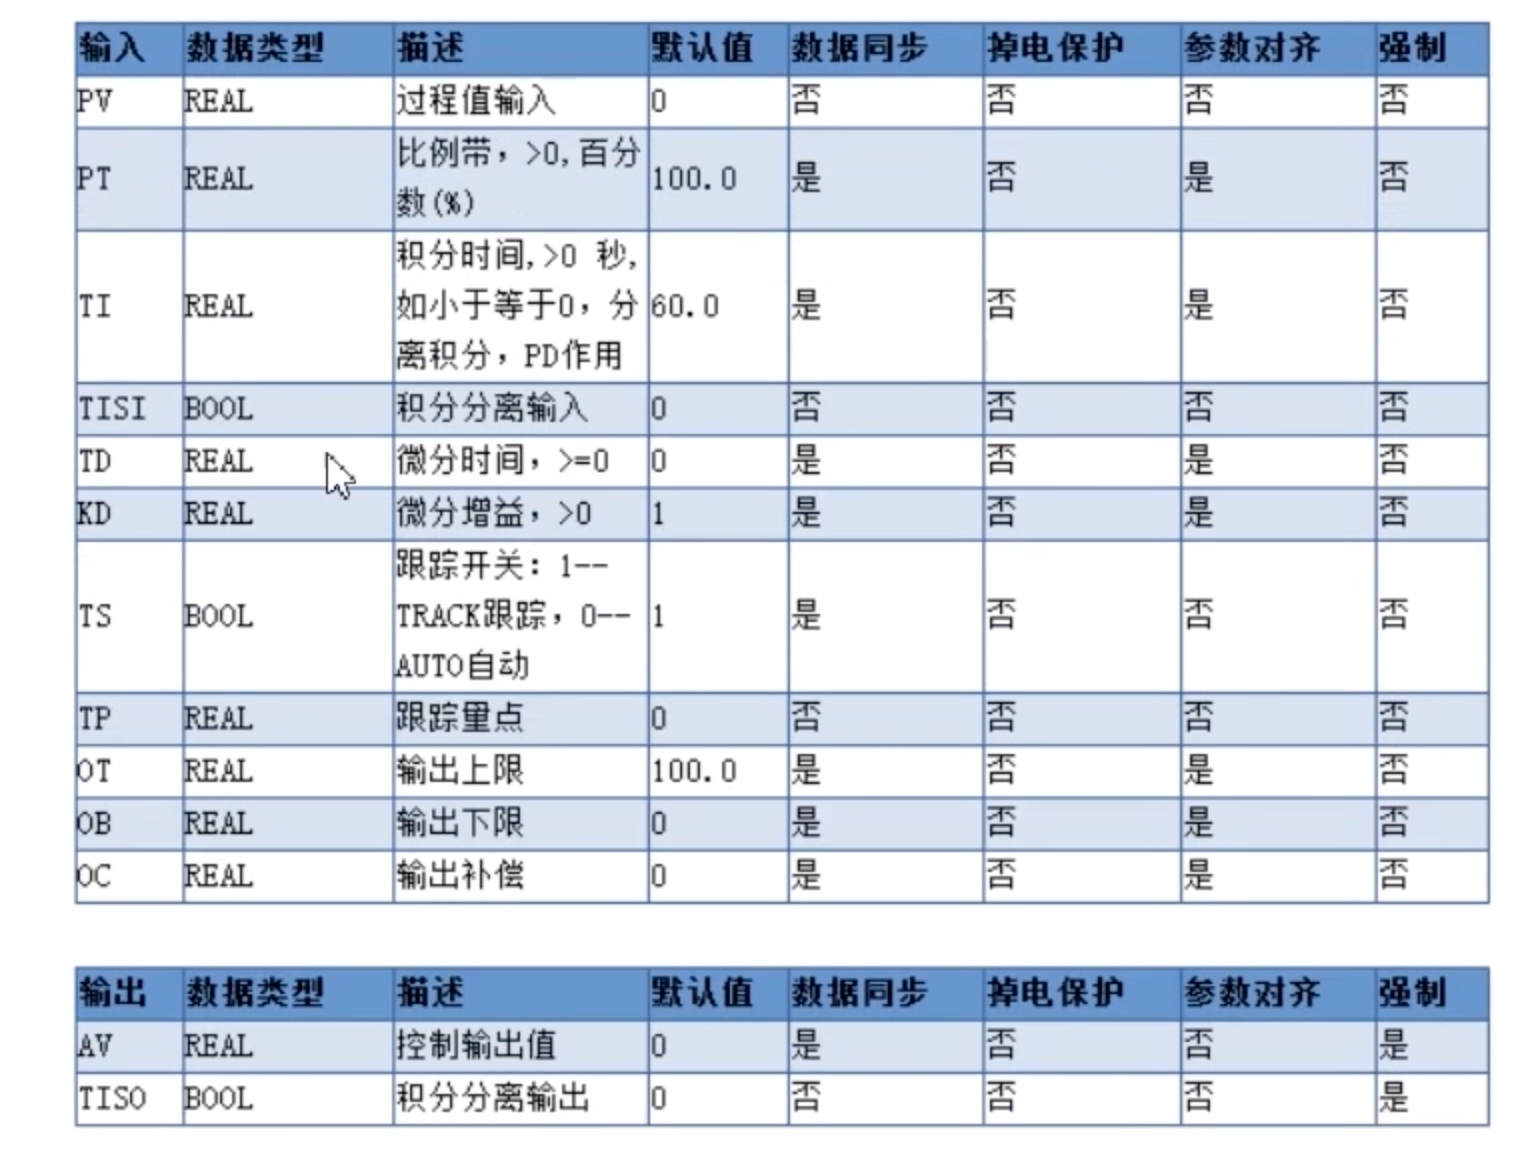 输入 数据类型 描述 默认值 数据同步 掉电保护 参数对齐 强制
PV REAL 过程值输入 0 否 否 否 否
PT REAL 比例带，>0,百分
数(%) 100.0 是 否 是 否
TI REAL 积分时间,>0 秒,
如小于等于0，分
离积分，PD作用 60.0 是 否 是 否
TISI BOOL 积分分离输入 0 否 否 否 否
TD REAL 微分时间，>=0 0 是 否 是 否
KD REAL 微分增益，>0 1 是 否 是 否
TS BOOL 跟踪开关：1--
TRACK跟踪，0--
AUTO自动 1 是 否 否 否
TP REAL 跟踪量点 0 否 否 否 否
OT REAL 输出上限 100.0 是 否 是 否
OB REAL 输出下限 0 是 否 是 否
OC REAL 输出补偿 0 是 否 是 否
输出 数据类型 描述 默认值 数据同步 掉电保护 参数对齐 强制
AV REAL 控制输出值 0 是 否 否 是
TISO BOOL 积分分离输出 0 否 否 否 是